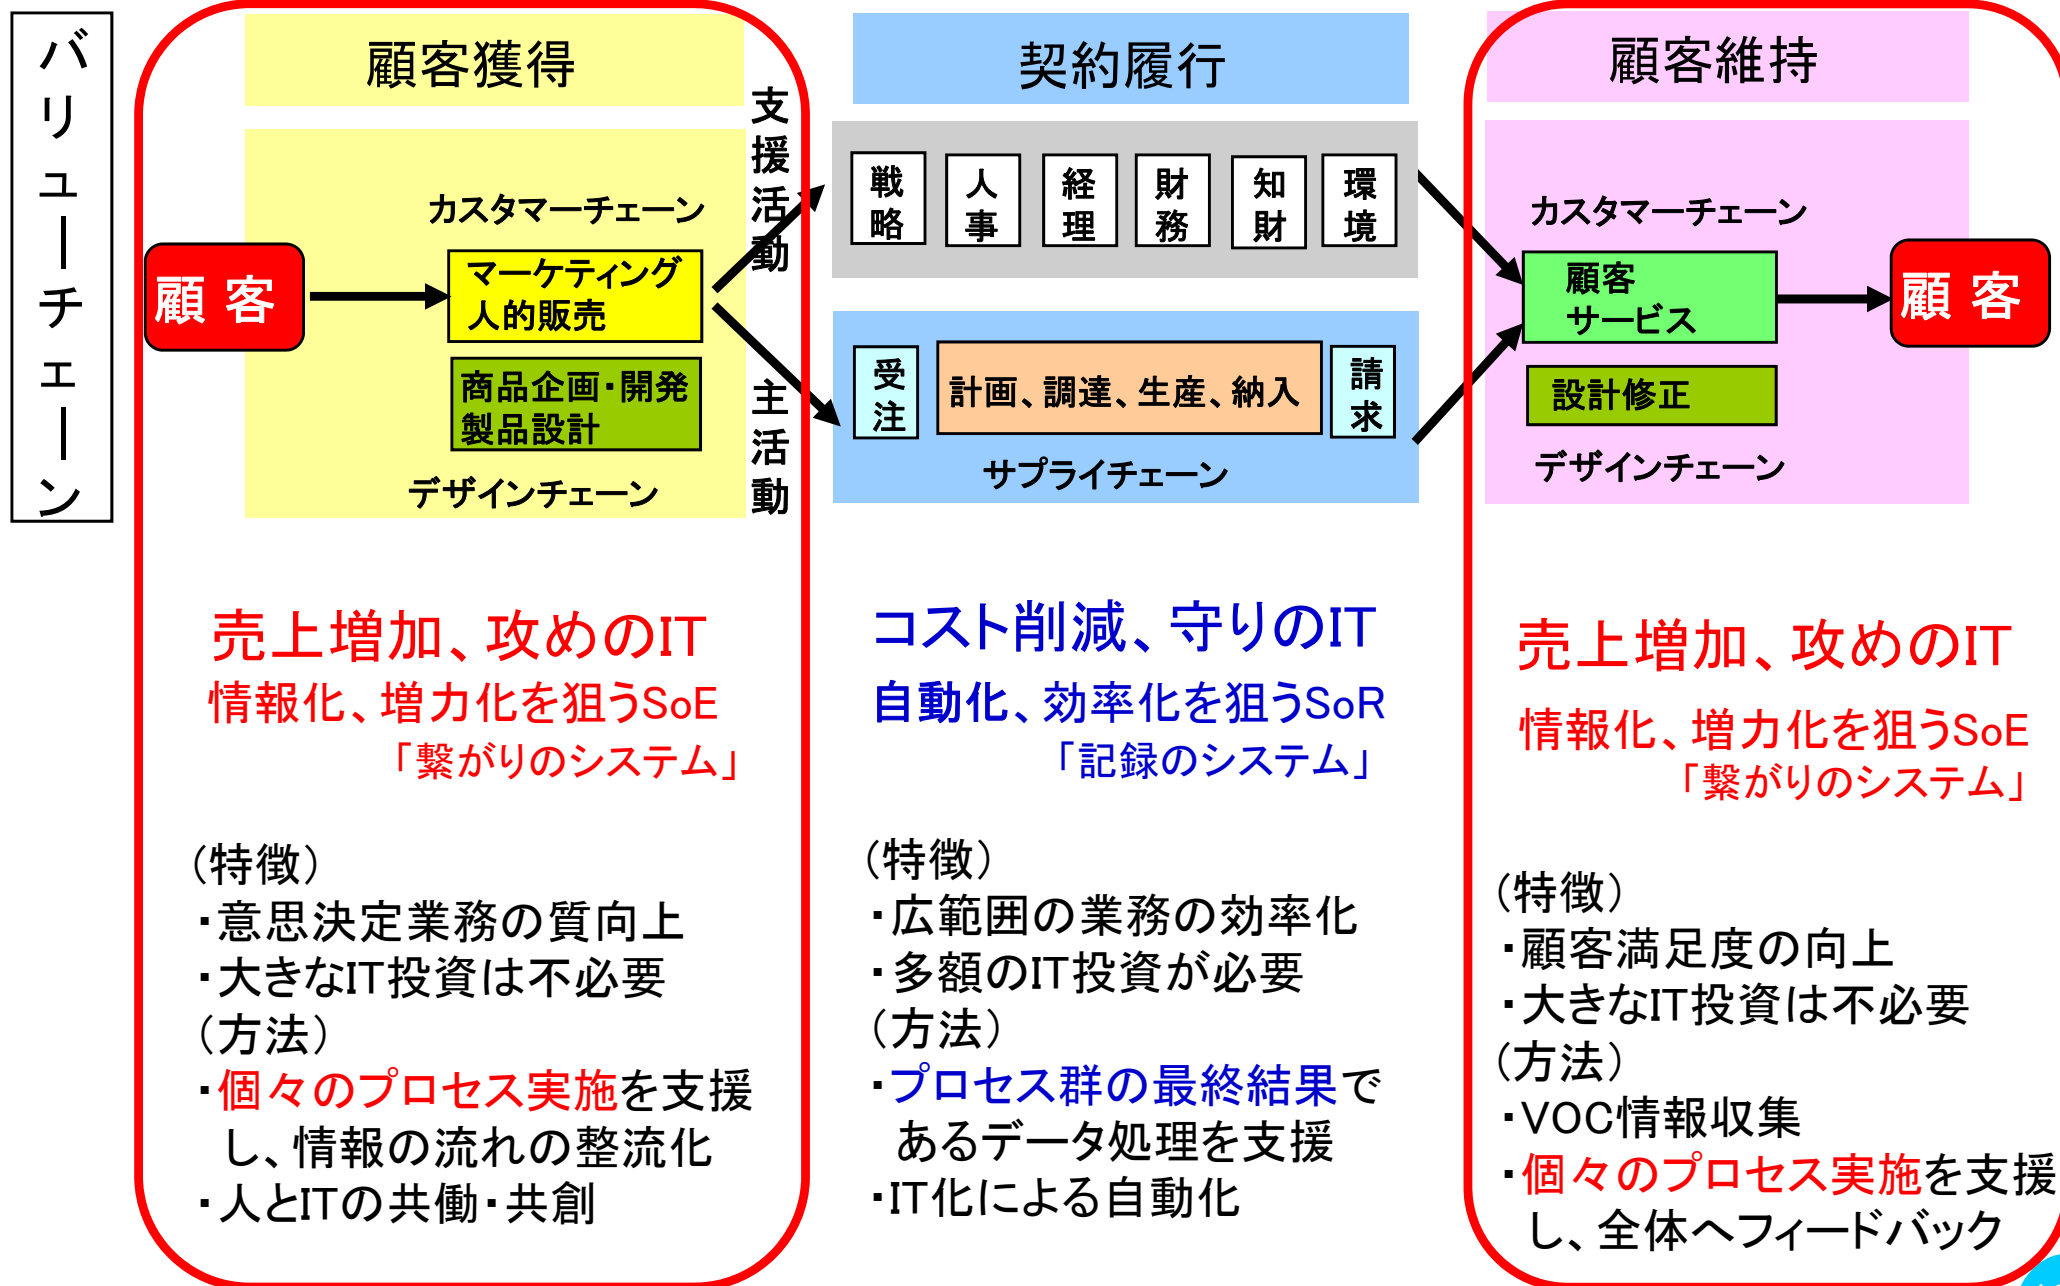 バリューチェーン
顧客獲得
支援活動
カスタマーチェーン
顧 客
マーケティング
人的販売
商品企画・開発
製品設計
デザインチェーン
主活動
売上増加、攻めのIT
情報化、増力化を狙うSoE
「繋がりのシステム」
（特徴）
・意思決定業務の質向上
・大きなIT投資は不必要
（方法）
・個々のプロセス実施を支援
し、情報の流れの整流化
・人とITの共働・共創
契約履行
戦略
人事
経理
財務
知財
環境
受注
計画、調達、生産、納入
請求
サプライチェーン
コスト削減、守りのIT
自動化、効率化を狙うSoR
「記録のシステム」
（特徴）
・広範囲の業務の効率化
・多額のIT投資が必要
（方法）
・プロセス群の最終結果で
あるデータ処理を支援
・IT化による自動化
顧客維持
カスタマーチェーン
顧客
サービス
顧 客
設計修正
デザインチェーン
売上増加、攻めのIT
情報化、増力化を狙うSoE
「繋がりのシステム」
（特徴）
・顧客満足度の向上
・大きなIT投資は不必要
（方法）
・VOC情報収集
・個々のプロセス実施を支援
し、全体へフィードバック